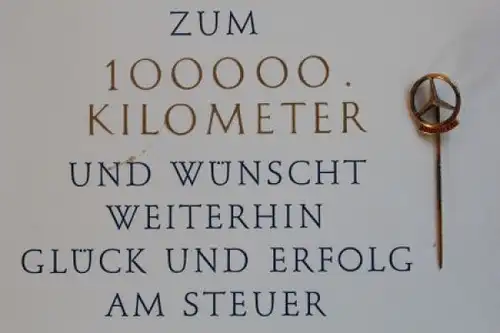 ZUM
100000.
KILOMETER
UND WÜNSCHT
WEITERHIN
GLÜCK UND ERFOLG
AM STEUER